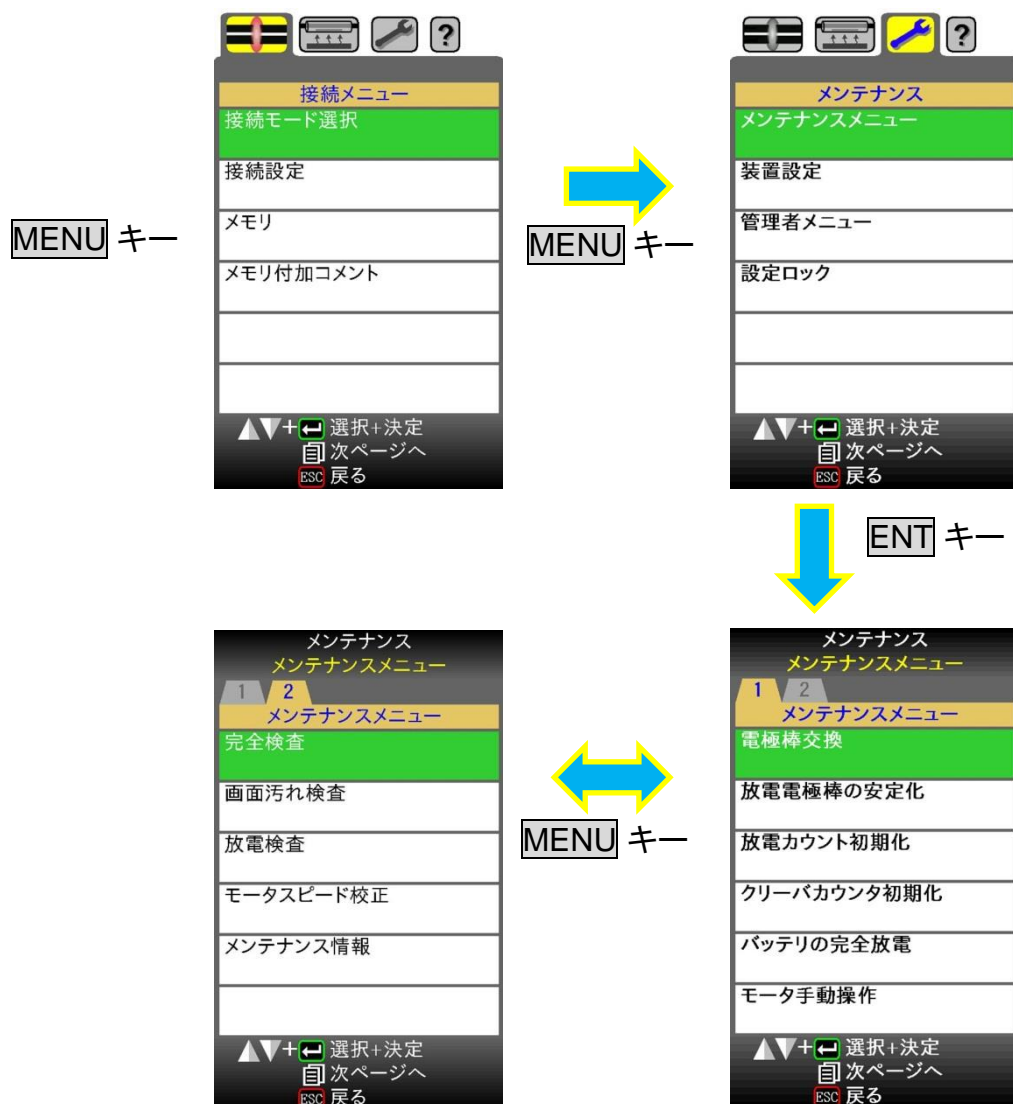 ?
接続メニュー
接続モード選択
接続設定
メモリ
メモリ付加コメント
▲▼+↵ 選択+決定
次ページへ
ESC 戻る
MENU キー
MENU キー
?
メンテナンス
メンテナンスメニュー
装置設定
管理者メニュー
設定ロック
▲▼+↵ 選択+決定
次ページへ
ESC 戻る
ENT キー
メンテナンス
メンテナンスメニュー
1 2
メンテナンスメニュー
電極棒交換
放電電極棒の安定化
放電カウント初期化
クリーバカウンタ初期化
バッテリの完全放電
モータ手動操作
▲▼+↵ 選択+決定
次ページへ
ESC 戻る
MENU キー
メンテナンス
メンテナンスメニュー
1 2
メンテナンスメニュー
完全検査
画面汚れ検査
放電検査
モータスピード校正
メンテナンス情報
▲▼+↵ 選択+決定
次ページへ
ESC 戻る